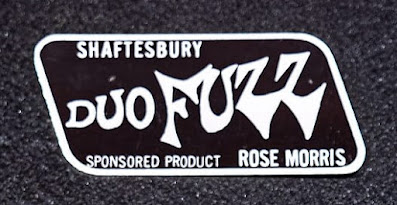 SHAFTESBURY
DUO FUZZ
SPONSORED PRODUCT ROSE MORRIS